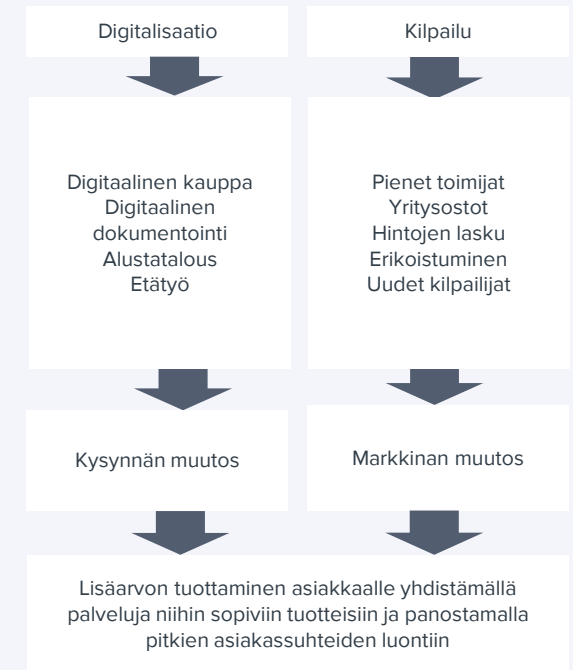 Digitalisaatio
Kilpailu
Digitaalinen kauppa
Digitaalinen
dokumentointi
Alustatalous
Etätyö
Pienet toimijat
Yritysostot
Hintojen lasku
Erikoistuminen
Uudet kilpailijat
Kysynnän muutos
Markkinan muutos
Lisäarvon tuottaminen asiakkaalle yhdistämällä
palveluja niihin sopiviin tuotteisiin ja panostamalla
pitkien asiakassuhteiden luontiin